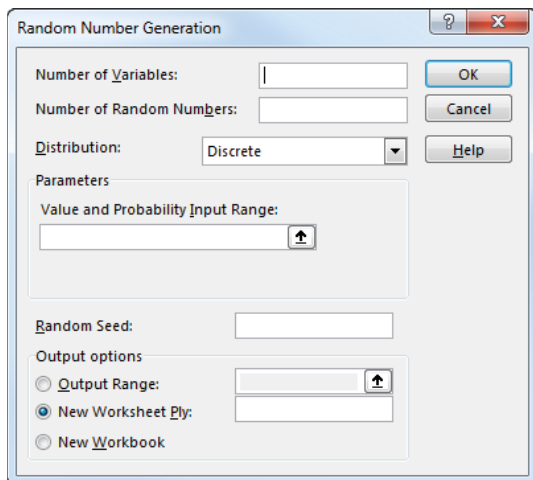 Random Number Generation
?
Number of Variables:
OK
Number of Random Numbers:
Cancel
Distribution:
Discrete
Help
Parameters
Value and Probability Input Range:
Random Seed:
Output options
Output Range:
New Worksheet Ply:
New Workbook